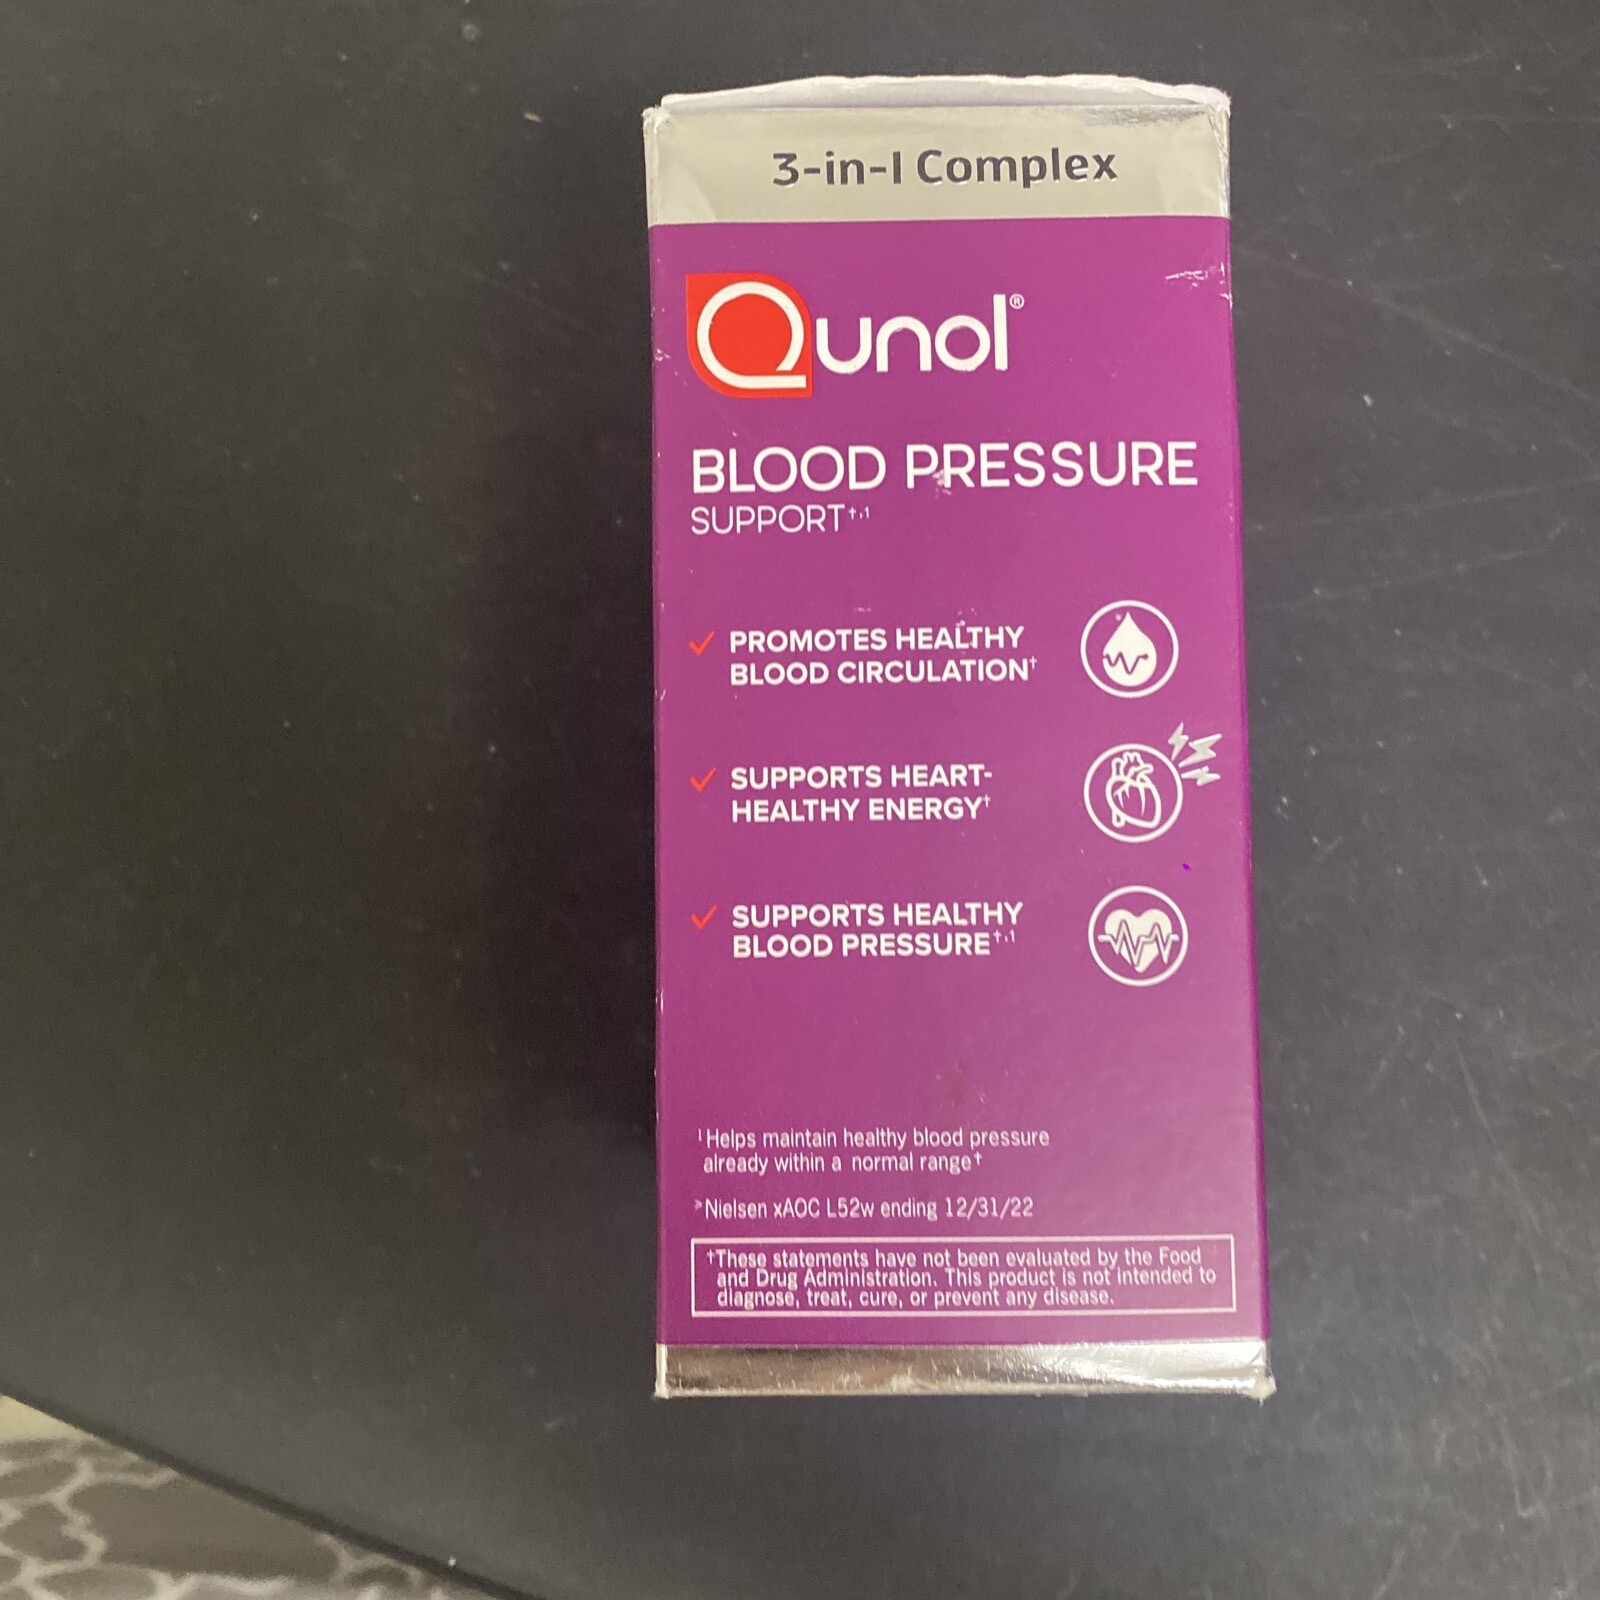 3-in-1 Complex
Qunol®
BLOOD PRESSURE
SUPPORT†,1
PROMOTES HEALTHY
BLOOD CIRCULATION†
SUPPORTS HEART-
HEALTHY ENERGY†
SUPPORTS HEALTHY
BLOOD PRESSURE†,1
1Helps maintain healthy blood pressure
already within a normal range†
>Nielsen xAOC L52w ending 12/31/22
†These statements have not been evaluated by the Food
and Drug Administration. This product is not intended to
diagnose, treat, cure, or prevent any disease.